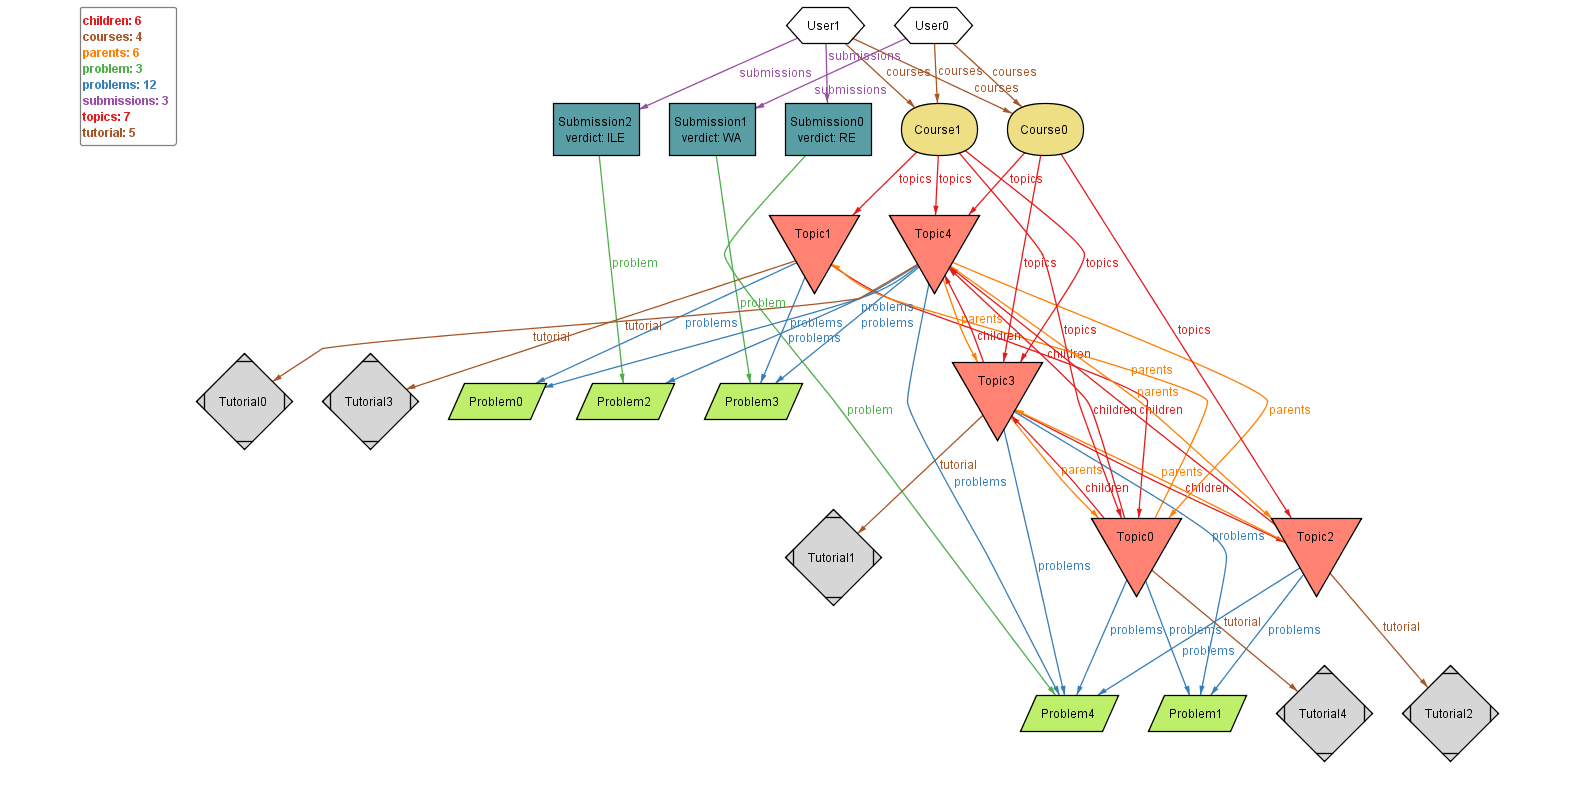 children: 6
courses: 4
parents: 6
problem: 3
problems: 12
submissions: 3
topics: 7
tutorial: 5
User1
User0
submissions
submissions
submissions
courses
courses
courses
courses
Submission2
verdict: ILE
Submission1
verdict: WA
Submission0
verdict: RE
Course1
Course0
topics
topics
topics
Topic1
Topic4
problem
topics
topics
problem
problems
tutorial
problems
problems
problems
parents
topics
topics
tutorial
problems
children
children
parents
Topic3
parents
Tutorial0
Tutorial3
Problem0
Problem2
Problem3
problem
children
children
parents
tutorial
problems
parents
children
parents
children
Tutorial1
problems
problems
Topic0
Topic2
problems
problems
tutorial
problems
tutorial
problems
Problem4
Problem1
Tutorial4
Tutorial2